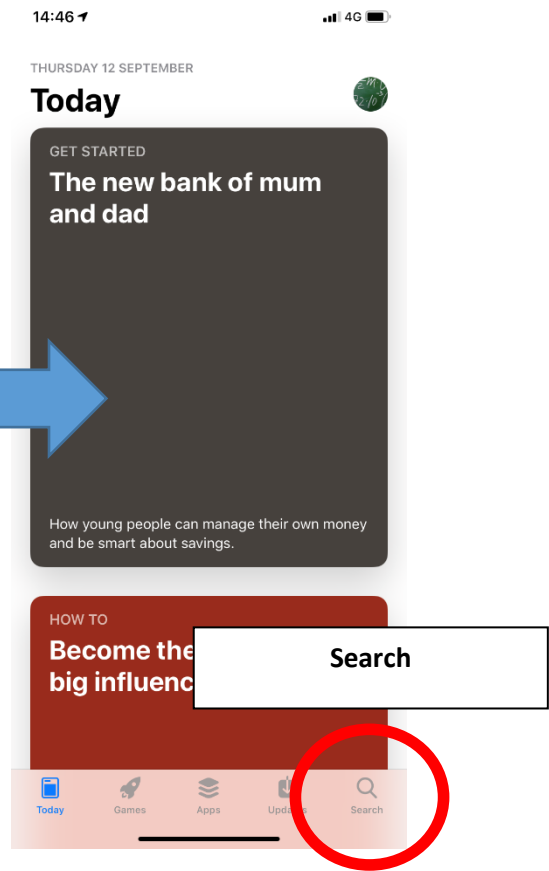 14:46 4G
THURSDAY 12 SEPTEMBER
Today
GET STARTED
The new bank of mum
and dad
How young people can manage their own money
and be smart about savings.
HOW TO
Become the
big influenc
Search
Today Games Apps Updates Search